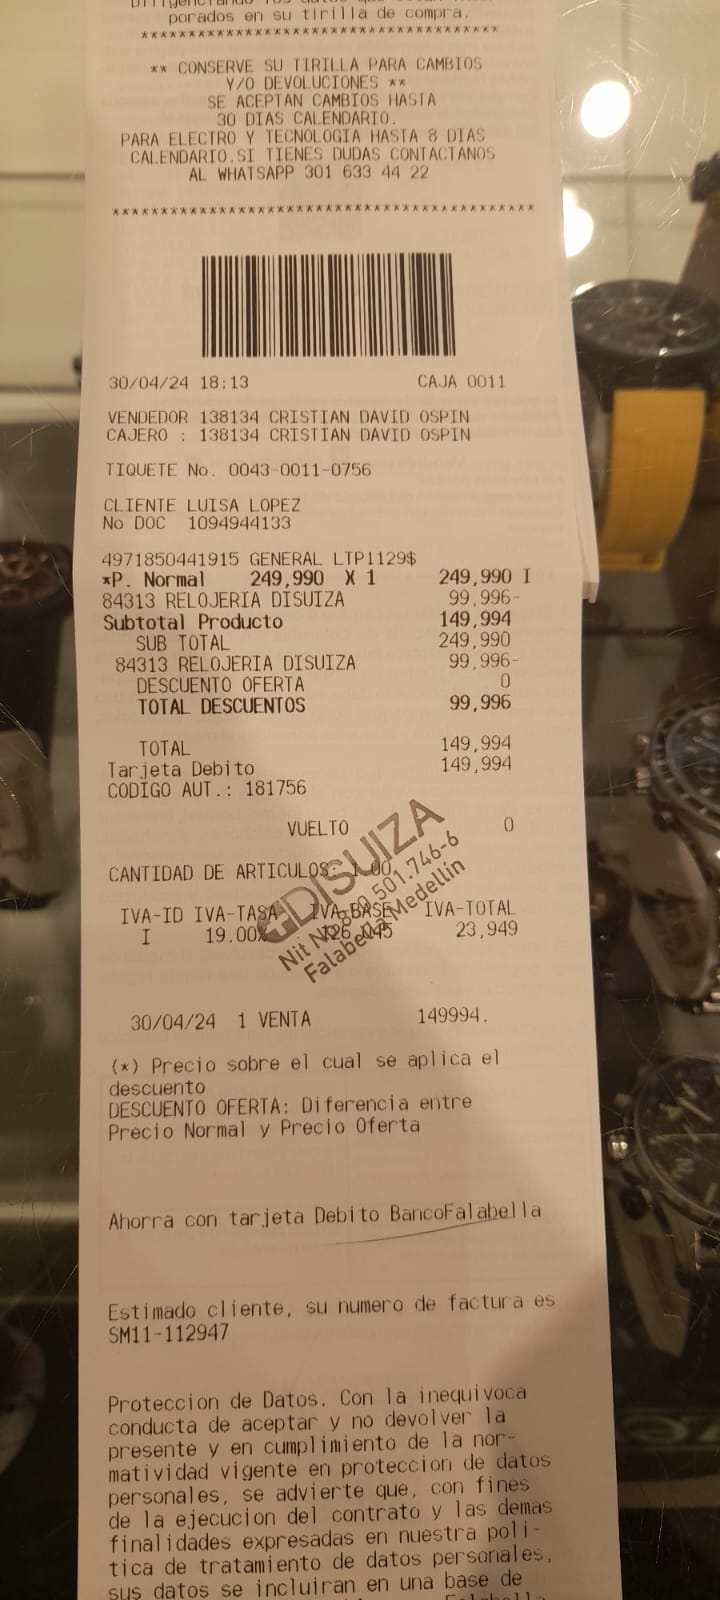 porados en su tirilla de compra.
***********************************
** CONSERVE SU TIRILLA PARA CAMBIOS
Y/O DEVOLUCIONES **
SE ACEPTAN CAMBIOS HASTA
30 DIAS CALENDARIO.
PARA ELECTRO Y TECNOLOGIA HASTA 8 DIAS
CALENDARIO.SI TIENES DUDAS CONTACTANOS
AL WHATSAPP 301 633 44 22
****************************************
30/04/24 18:13 CAJA 0011
VENDEDOR 138134 CRISTIAN DAVID OSPIN
CAJERO : 138134 CRISTIAN DAVID OSPIN
TIQUETE No. 0043-0011-0756
CLIENTE LUISA LOPEZ
No DOC 1094944133
4971850441915 GENERAL LTP1129$
*P. Normal 249,990 X 1 249,990 I
84313 RELOJERIA DISUIZA 99,996-
Subtotal Producto 149,994
SUB TOTAL 249,990
84313 RELOJERIA DISUIZA 99,996-
DESCUENTO OFERTA 0
TOTAL DESCUENTOS 99,996
TOTAL 149,994
Tarjeta Debito 149,994
CODIGO AUT.: 181756
VUELTO 0
CANTIDAD DE ARTICULOS: 1.00
DISUIZA
Nit No 501.746-6
Falabella Medellín
IVA-ID IVA-TASA IVA-BASE IVA-TOTAL
I 19.00% 126,045 23,949
30/04/24 1 VENTA 149994.
(*) Precio sobre el cual se aplica el
descuento
DESCUENTO OFERTA: Diferencia entre
Precio Normal y Precio Oferta
Ahorra con tarjeta Debito BancoFalabella
Estimado cliente, su numero de factura es
SM11-112947
Proteccion de Datos. Con la inequivoca
conducta de aceptar y no devolver la
presente y en cumplimiento de la nor-
matividad vigente en proteccion de datos
personales, se advierte que, con fines
de la ejecucion del contrato y las demas
finalidades expresadas en nuestra poli-
tica de tratamiento de datos personales,
sus datos se incluiran en una base de